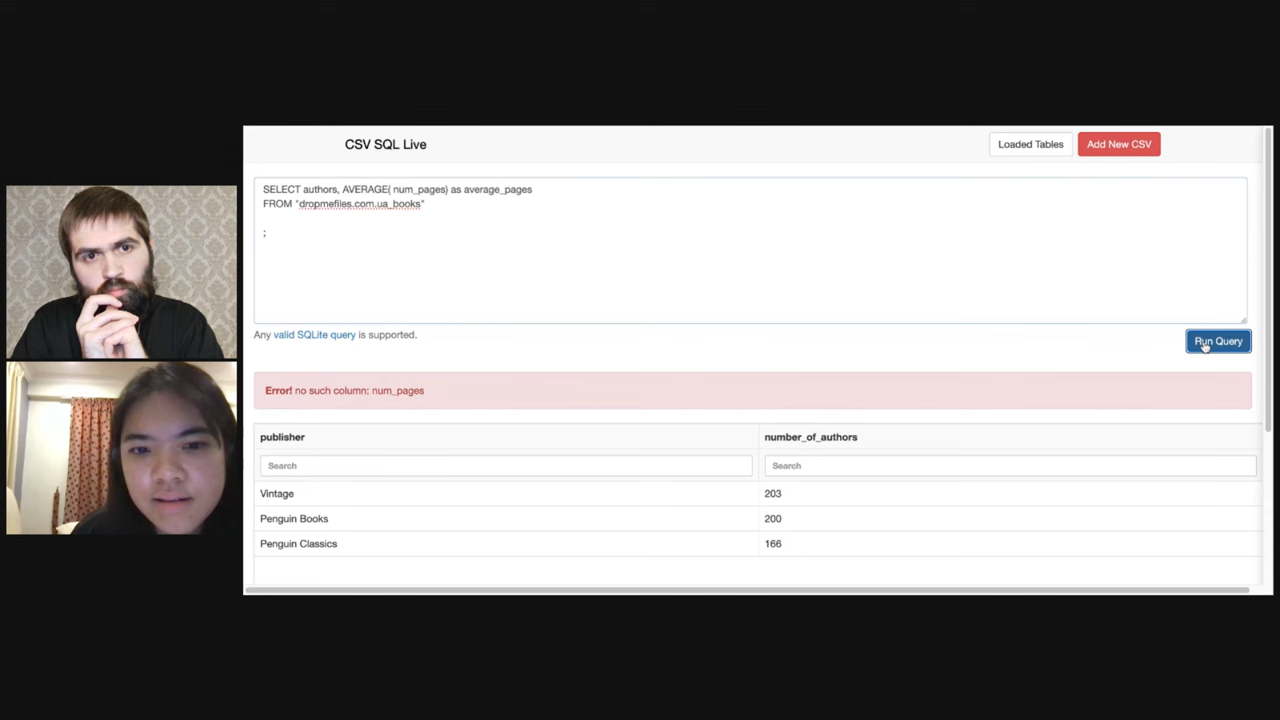 CSV SQL Live
Loaded Tables
Add New CSV
SELECT authors, AVERAGE( num_pages) as average_pages
FROM "dropmefiles.com.ua_books"
;
Any valid SQLite query is supported.
Run Query
Error! no such column: num_pages
publisher
number_of_authors
Search
Search
Vintage
203
Penguin Books
200
Penguin Classics
166